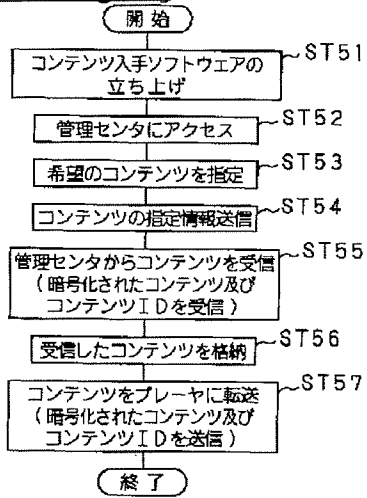 開始
コンテンツ入手ソフトウェアの
立ち上げ
ST51
管理センタにアクセス
ST52
希望のコンテンツを指定
ST53
コンテンツの指定情報送信
ST54
管理センタからコンテンツを受信
(暗号化されたコンテンツ及び
コンテンツIDを受信)
ST55
受信したコンテンツを格納
ST56
コンテンツをプレーヤに転送
(暗号化されたコンテンツ及び
コンテンツIDを送信)
ST57
終了